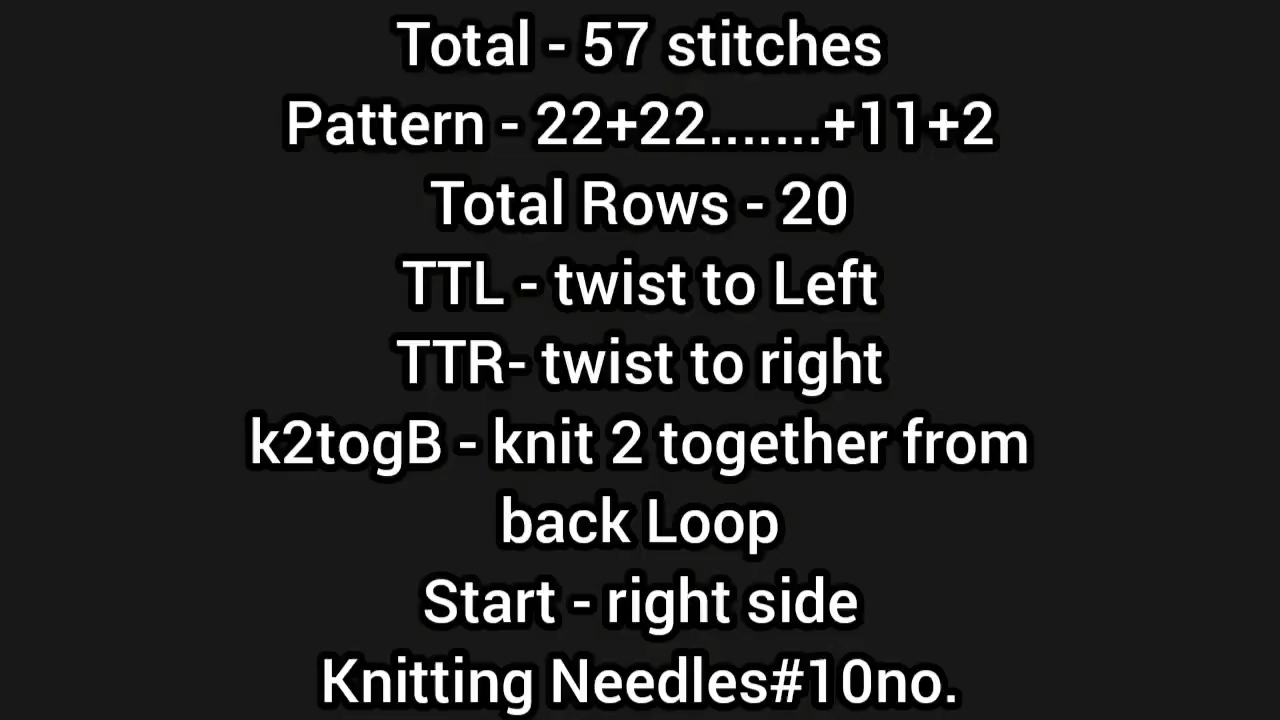 Total - 57 stitches
Pattern - 22+22.......+11+2
Total Rows - 20
TTL - twist to Left
TTR- twist to right
k2togB - knit 2 together from
back Loop
Start - right side
Knitting Needles#10no.